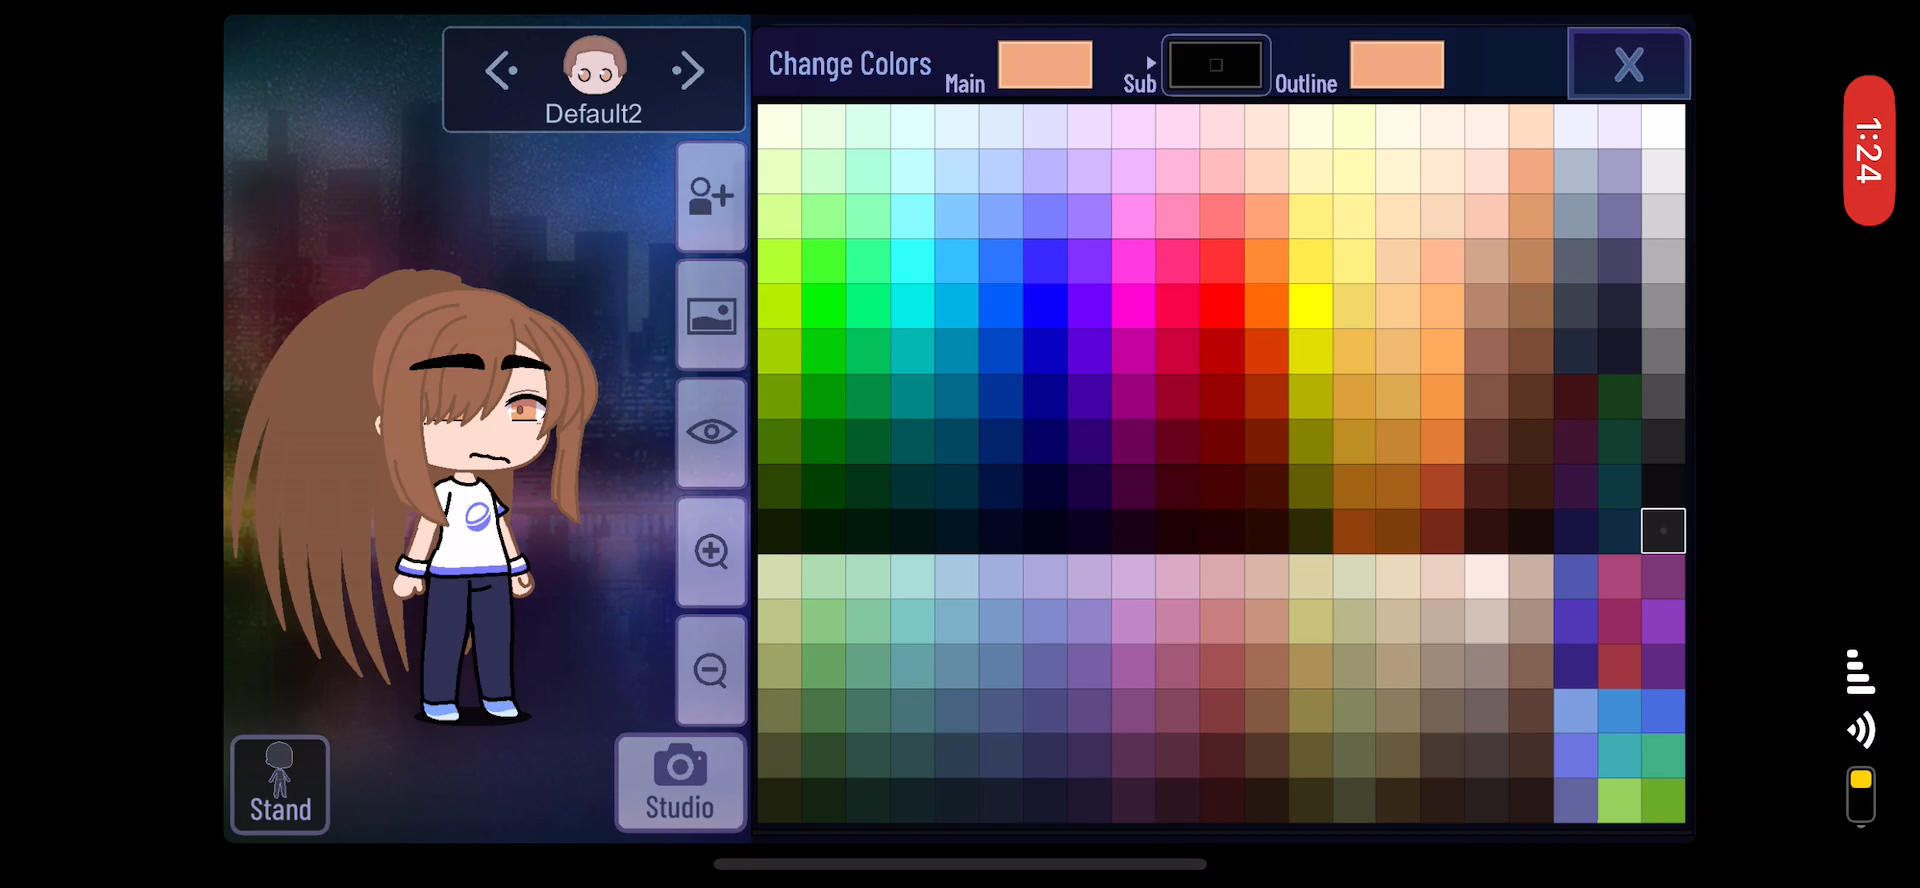 Default2
Change Colors
Main
Sub
Outline
X
Stand
Studio
1:24